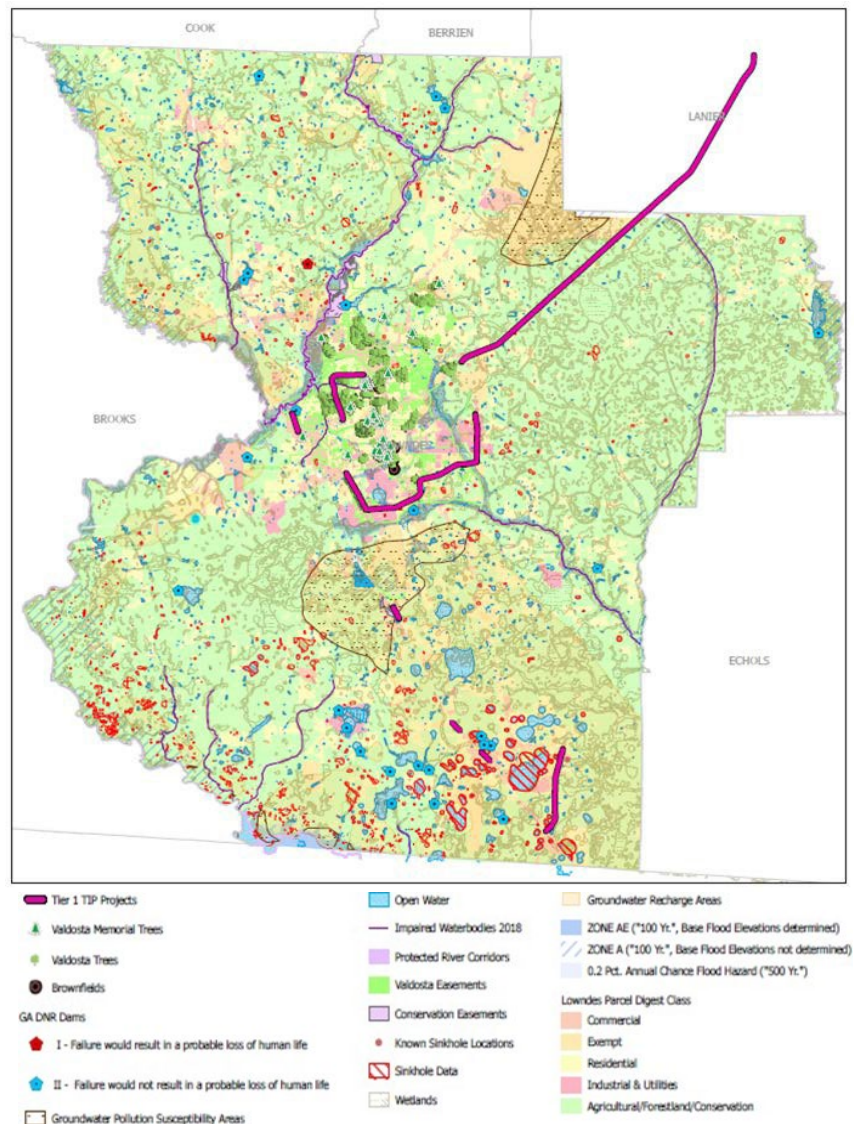 COOK
BERRIEN
LANIER
BROOKS
ECHOLS
Tier 1 TIP Projects
Valdosta Memorial Trees
Valdosta Trees
Brownfields
GA DNR Dams
I - Failure would result in a probable loss of human life
II - Failure would not result in a probable loss of human life
Groundwater Pollution Susceptibility Areas
Open Water
Impaired Waterbodies 2018
Protected River Corridors
Valdosta Easements
Conservation Easements
Known Sinkhole Locations
Sinkhole Data
Wetlands
Groundwater Recharge Areas
ZONE AE ("100 Yr.", Base Flood Elevations determined)
ZONE A ("100 Yr.", Base Flood Elevations not determined)
0.2 Pct. Annual Chance Flood Hazard ("500 Yr.")
Lowndes Parcel Digest Class
Commercial
Exempt
Residential
Industrial & Utilities
Agricultural/Forestland/Conservation